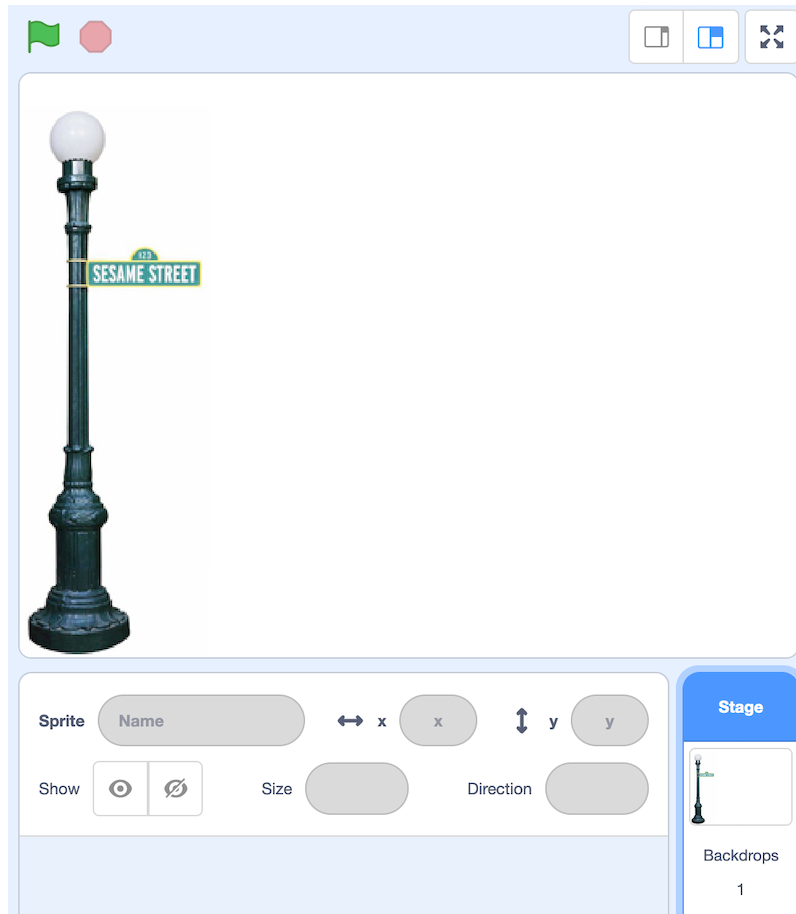 123
SESAME STREET
Sprite Name x x y y
Show Size Direction
Stage
Backdrops
1